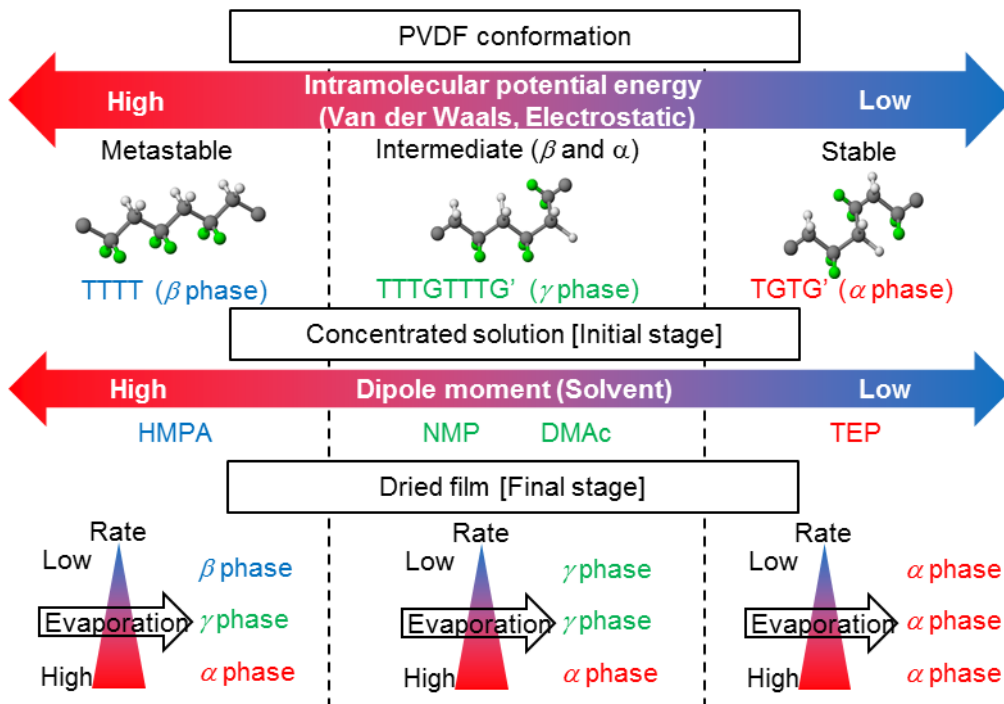 PVDF conformation
High
Intramolecular potential energy
(Van der Waals, Electrostatic)
Low
Metastable
Intermediate (β and α)
Stable
TTTT (β phase)
TTTGTTTG’ (γ phase)
TGTG’ (α phase)
Concentrated solution [Initial stage]
High
Dipole moment (Solvent)
Low
HMPA
NMP
DMAc
TEP
Dried film [Final stage]
Rate
Low
β phase
Evaporation
γ phase
High
α phase
Rate
Low
γ phase
Evaporation
γ phase
High
α phase
Rate
Low
α phase
Evaporation
α phase
High
α phase